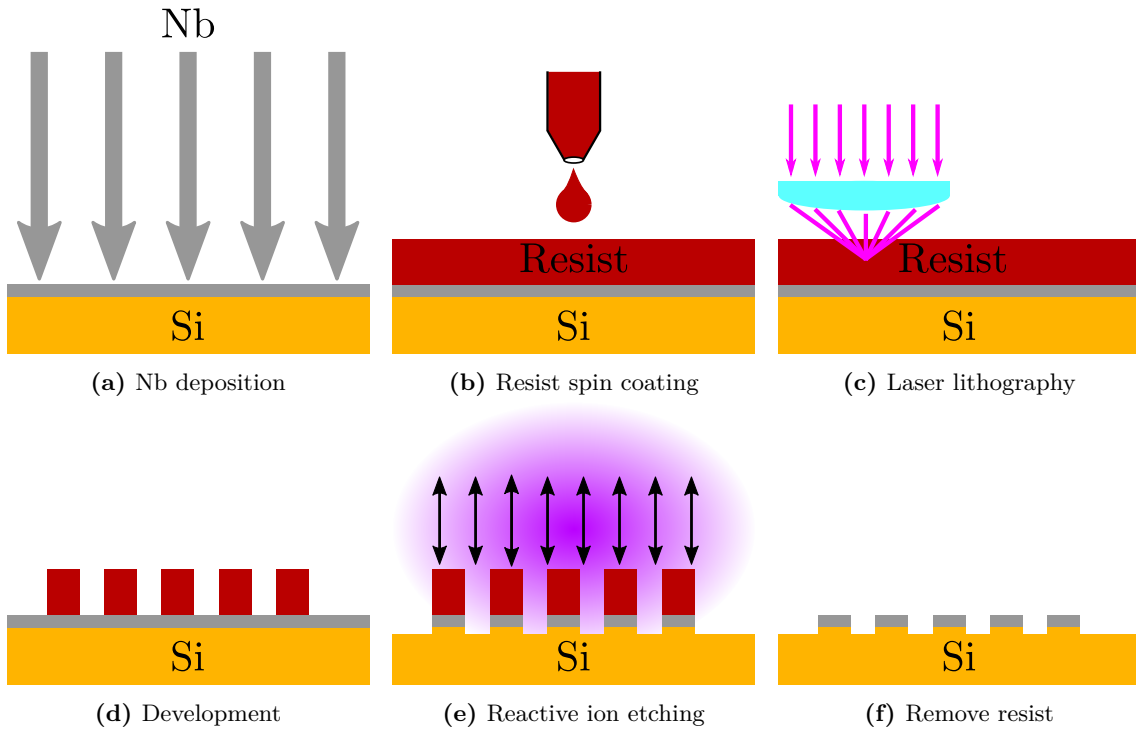 Nb
Si
(a) Nb deposition
Resist
Si
(b) Resist spin coating
Resist
Si
(c) Laser lithography
Si
(d) Development
Si
(e) Reactive ion etching
Si
(f) Remove resist